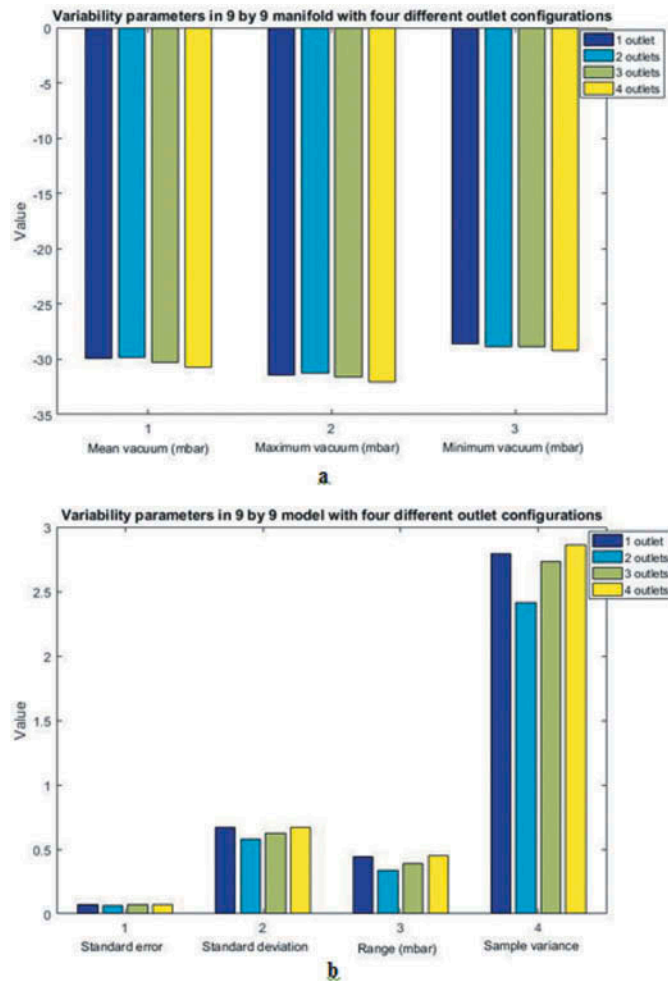 Variability parameters in 9 by 9 manifold with four different outlet configurations
0
-5
-10
-15
-20
-25
-30
-35
Value
1 outlet
2 outlets
3 outlets
4 outlets
1
2
3
Mean vacuum (mbar)
Maximum vacuum (mbar)
Minimum vacuum (mbar)
a
Variability parameters in 9 by 9 model with four different outlet configurations
3
2.5
2
1.5
1
0.5
0
Value
1 outlet
2 outlets
3 outlets
4 outlets
1
2
3
4
Standard error
Standard deviation
Range (mbar)
Sample variance
b